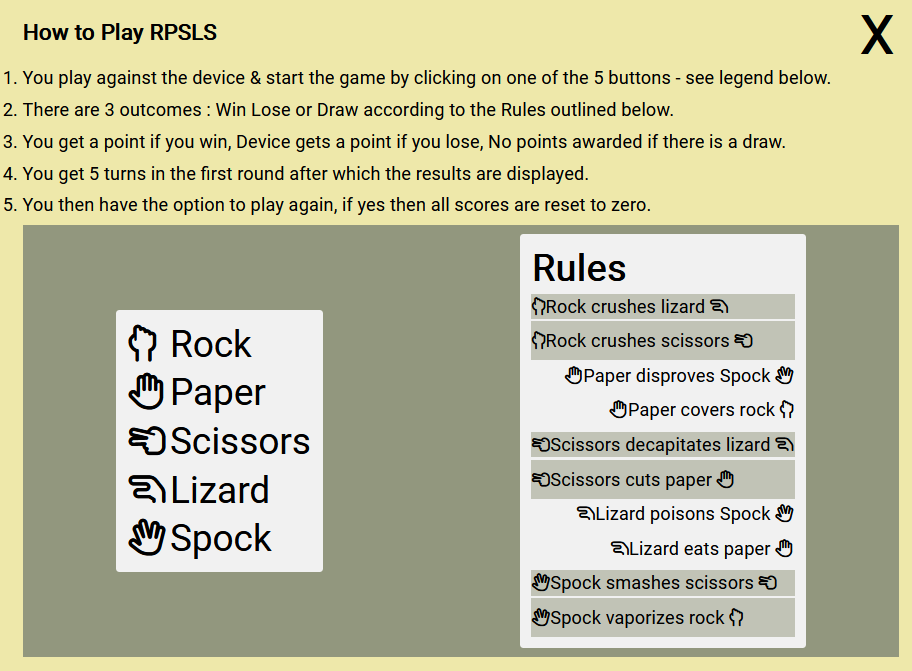 How to Play RPSLS
X
1. You play against the device & start the game by clicking on one of the 5 buttons - see legend below.
2. There are 3 outcomes : Win Lose or Draw according to the Rules outlined below.
3. You get a point if you win, Device gets a point if you lose, No points awarded if there is a draw.
4. You get 5 turns in the first round after which the results are displayed.
5. You then have the option to play again, if yes then all scores are reset to zero.
Rock
Paper
Scissors
Lizard
Spock
Rules
Rock crushes lizard
Rock crushes scissors
Paper disproves Spock
Paper covers rock
Scissors decapitates lizard
Scissors cuts paper
Lizard poisons Spock
Lizard eats paper
Spock smashes scissors
Spock vaporizes rock